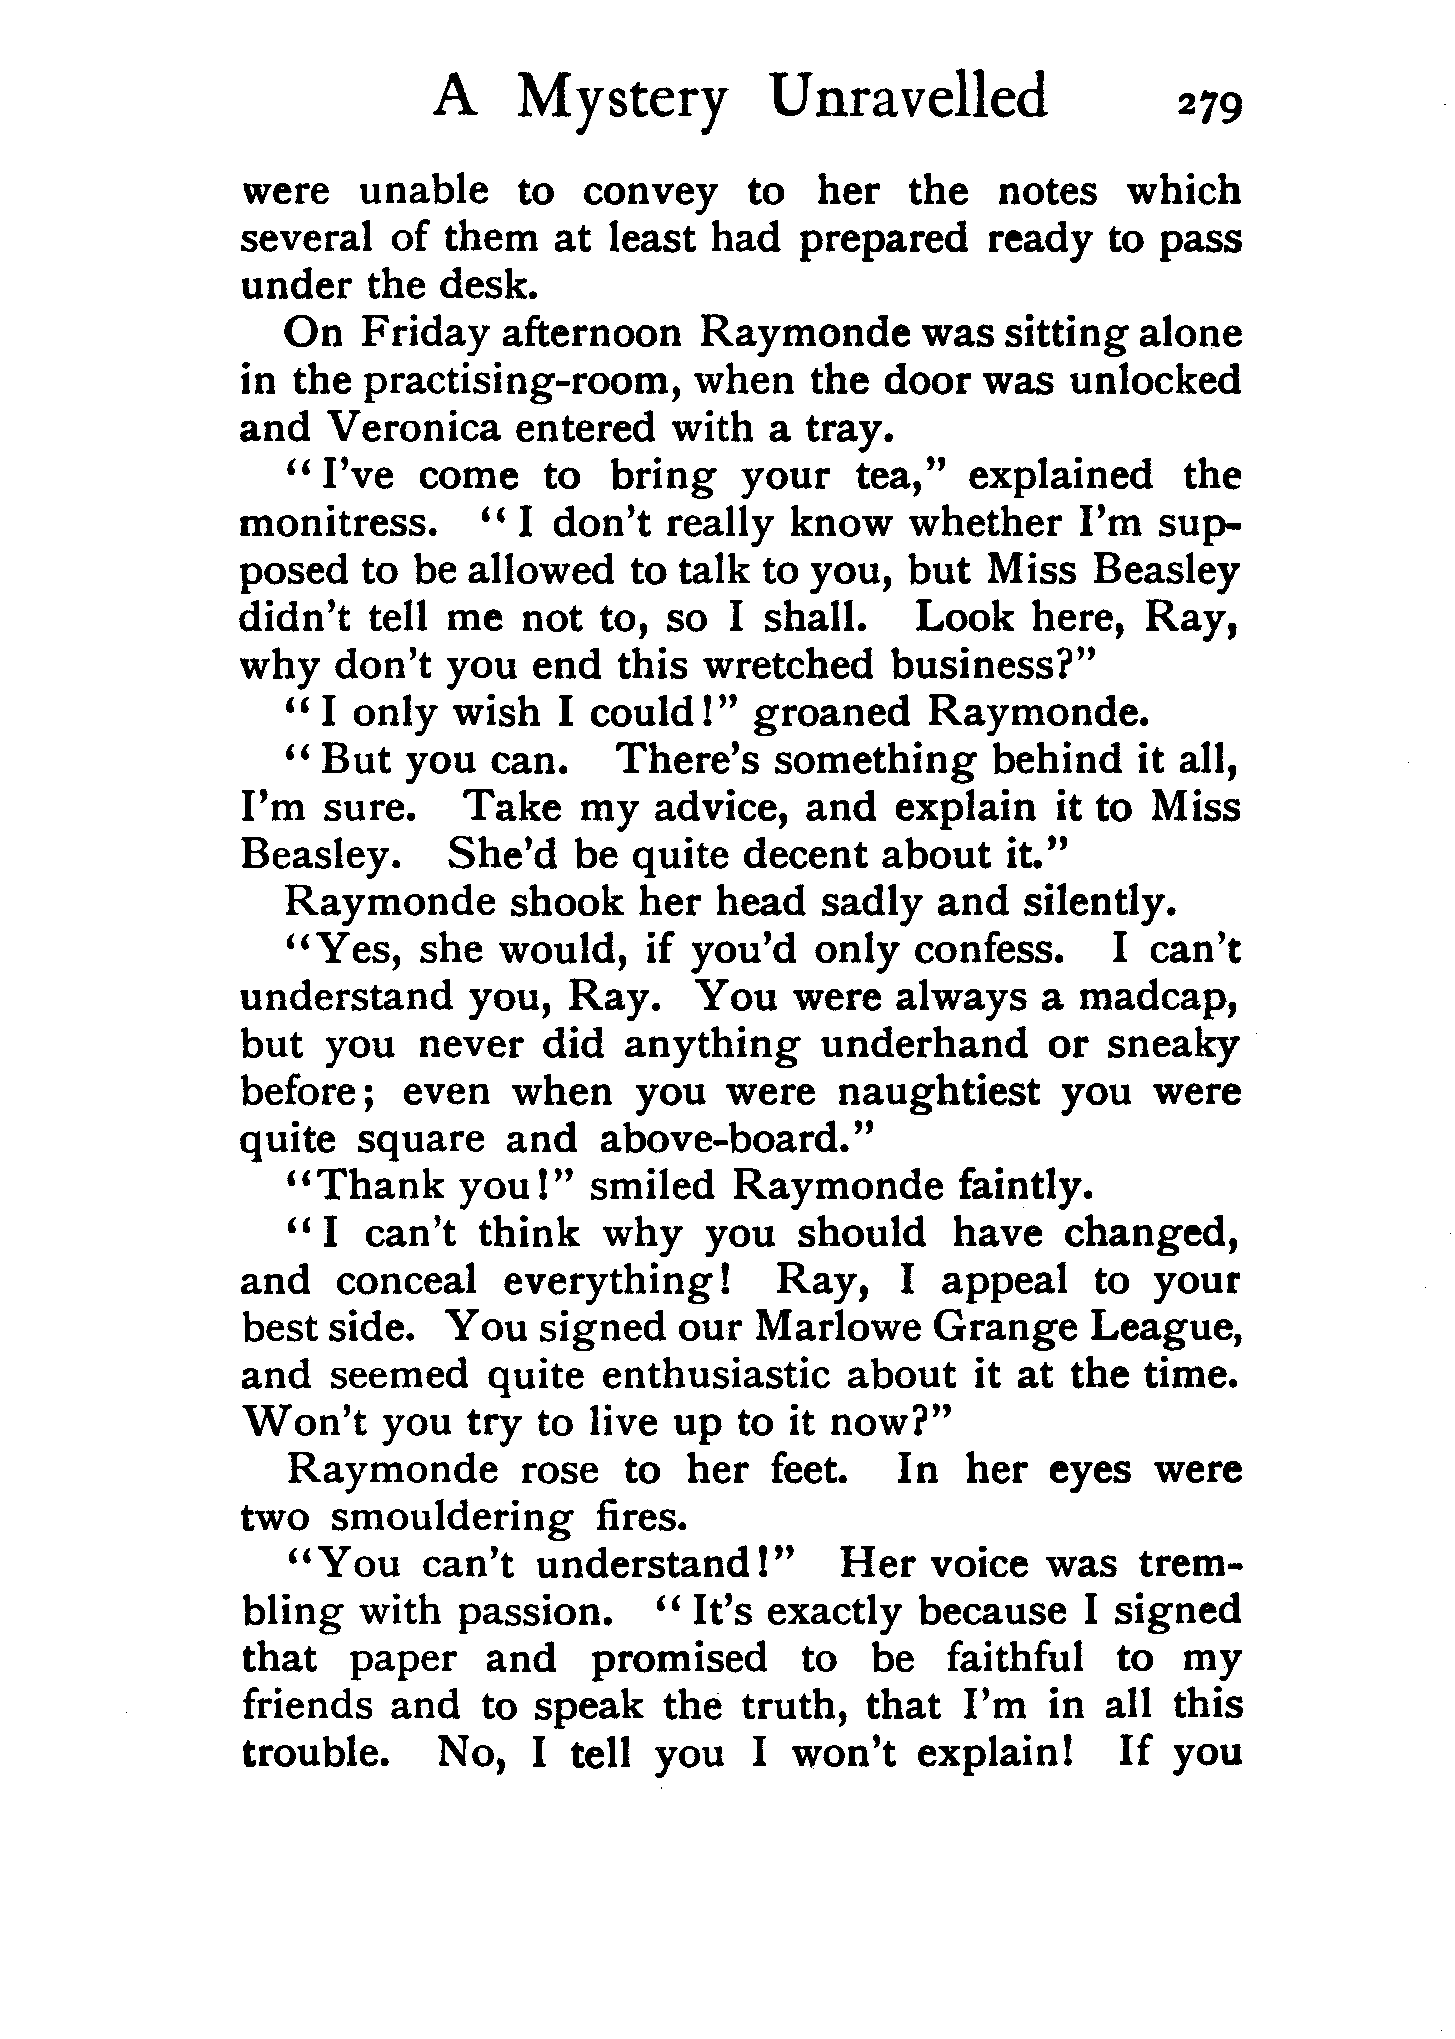 A Mystery Unravelled 279
were unable to convey to her the notes which
several of them at least had prepared ready to pass
under the desk.
On Friday afternoon Raymonde was sitting alone
in the practising-room, when the door was unlocked
and Veronica entered with a tray.
“I've come to bring your tea,” explained the
monitress. “I don't really know whether I'm sup-
posed to be allowed to talk to you, but Miss Beasley
didn't tell me not to, so I shall. Look here, Ray,
why don't you end this wretched business?”
“I only wish I could!” groaned Raymonde.
“But you can. There's something behind it all,
I'm sure. Take my advice, and explain it to Miss
Beasley. She'd be quite decent about it.”
Raymonde shook her head sadly and silently.
“Yes, she would, if you'd only confess. I can't
understand you, Ray. You were always a madcap,
but you never did anything underhand or sneaky
before; even when you were naughtiest you were
quite square and above-board.”
“Thank you!” smiled Raymonde faintly.
“I can't think why you should have changed,
and conceal everything! Ray, I appeal to your
best side. You signed our Marlowe Grange League,
and seemed quite enthusiastic about it at the time.
Won't you try to live up to it now?”
Raymonde rose to her feet. In her eyes were
two smouldering fires.
“You can't understand!” Her voice was trem-
bling with passion. “It's exactly because I signed
that paper and promised to be faithful to my
friends and to speak the truth, that I'm in all this
trouble. No, I tell you I won't explain! If you